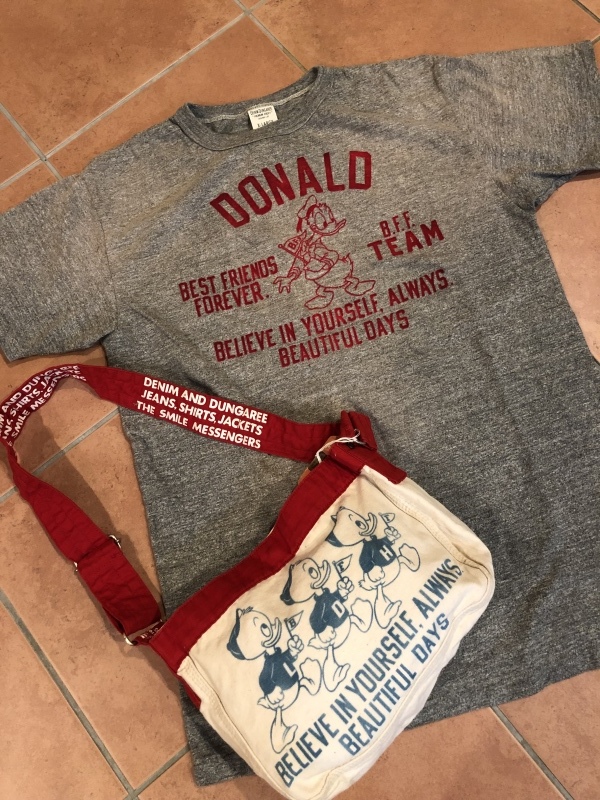 DONALD
BEST FRIENDS
FOREVER.
B.F.F.
TEAM
BELIEVE IN YOURSELF. ALWAYS.
BEAUTIFUL DAYS
DENIM AND DUNGAREE
JEANS, SHIRTS, JACKETS
THE SMILE MESSENGERS
BELIEVE IN YOURSELF. ALWAYS
BEAUTIFUL DAYS